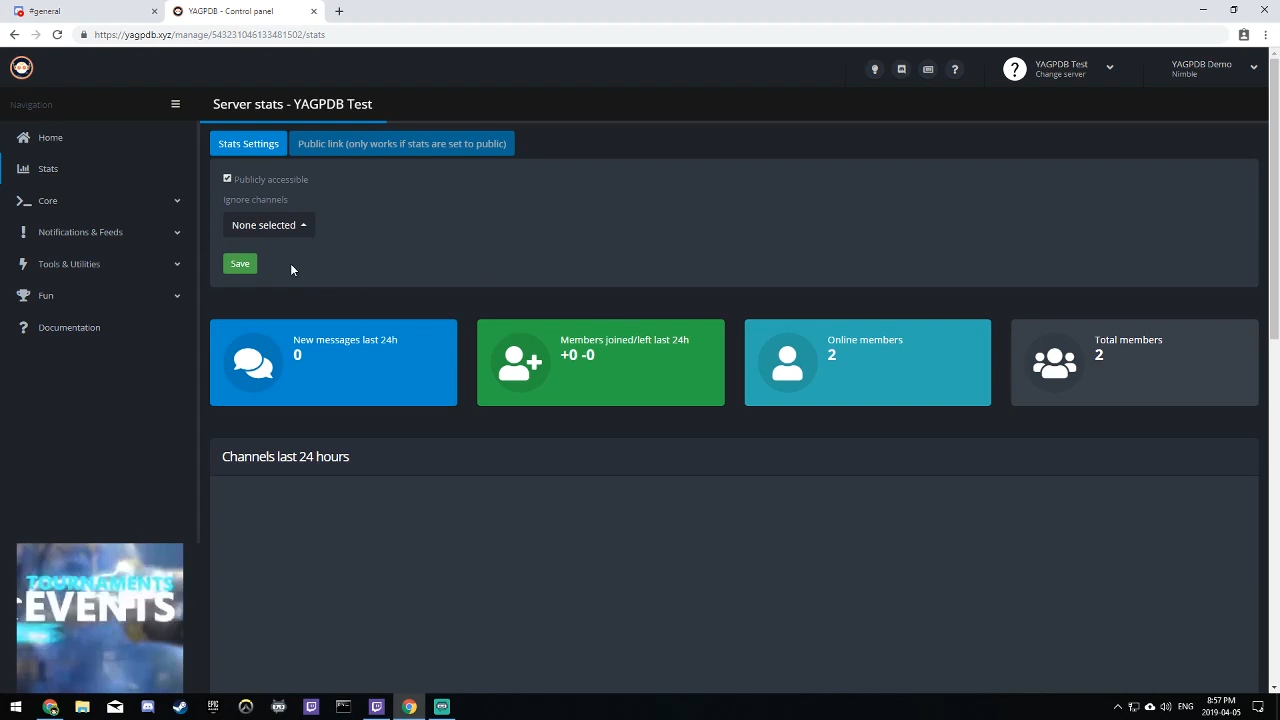 #general
YAGPDB - Control panel
https://yagpdb.xyz/manage/543231046133481502/stats
YAGPDB Test
Change server
YAGPDB Demo
Nimble
Navigation
Server stats - YAGPDB Test
Home
Stats
Core
Notifications & Feeds
Tools & Utilities
Fun
Documentation
Stats Settings
Public link (only works if stats are set to public)
Publicly accessible
Ignore channels
None selected
Save
New messages last 24h
0
Members joined/left last 24h
+0 -0
Online members
2
Total members
2
Channels last 24 hours
TOURNAMENTS
EVENTS
ENG
8:57 PM
2019-04-05